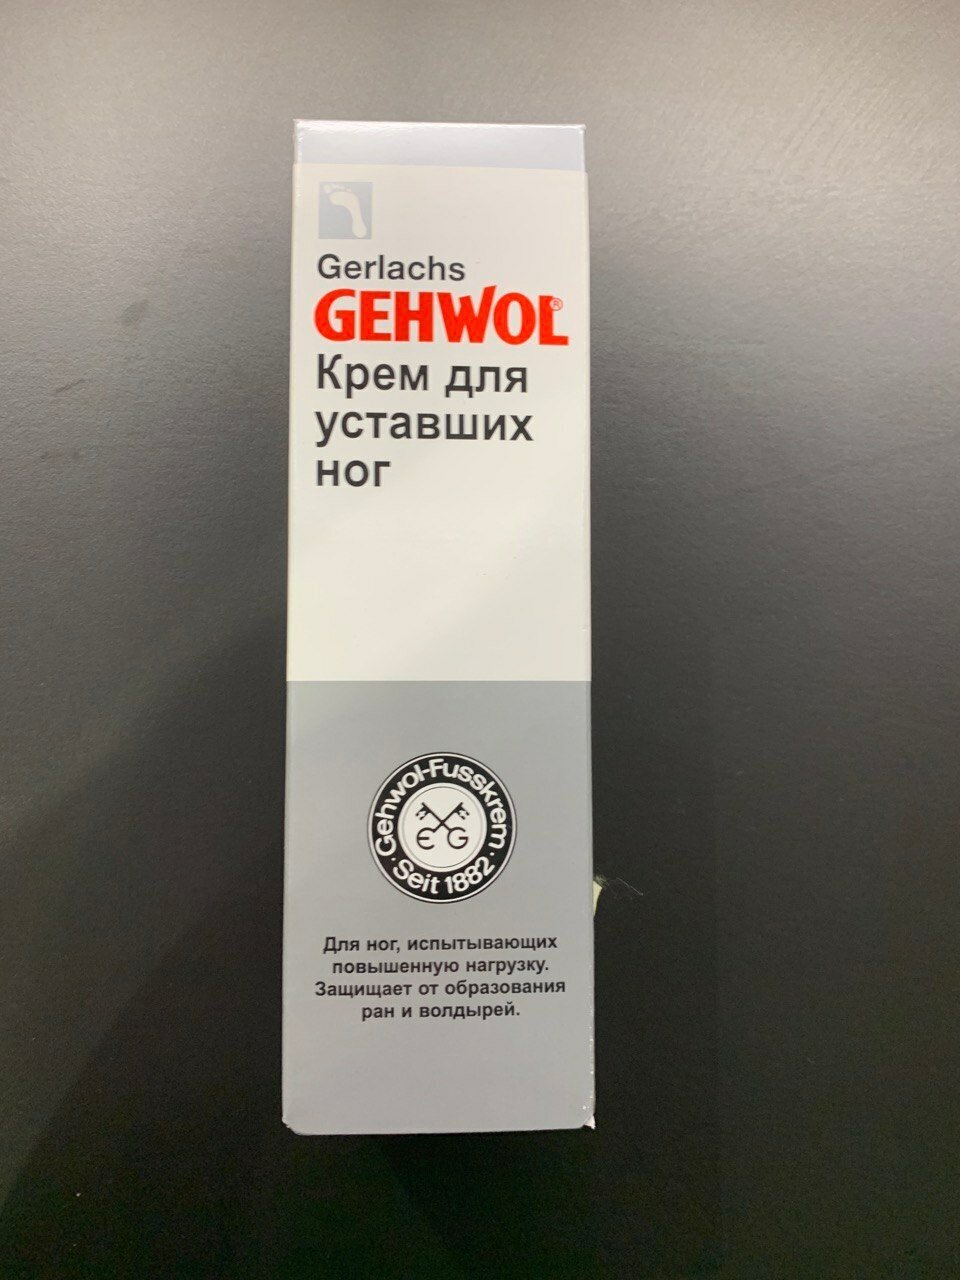 Gerlachs
GEHWOL®
Крем для
уставших
ног
Gehwol-Fusskrem
· Seit 1882 ·
EG
Для ног, испытывающих
повышенную нагрузку.
Защищает от образования
ран и волдырей.